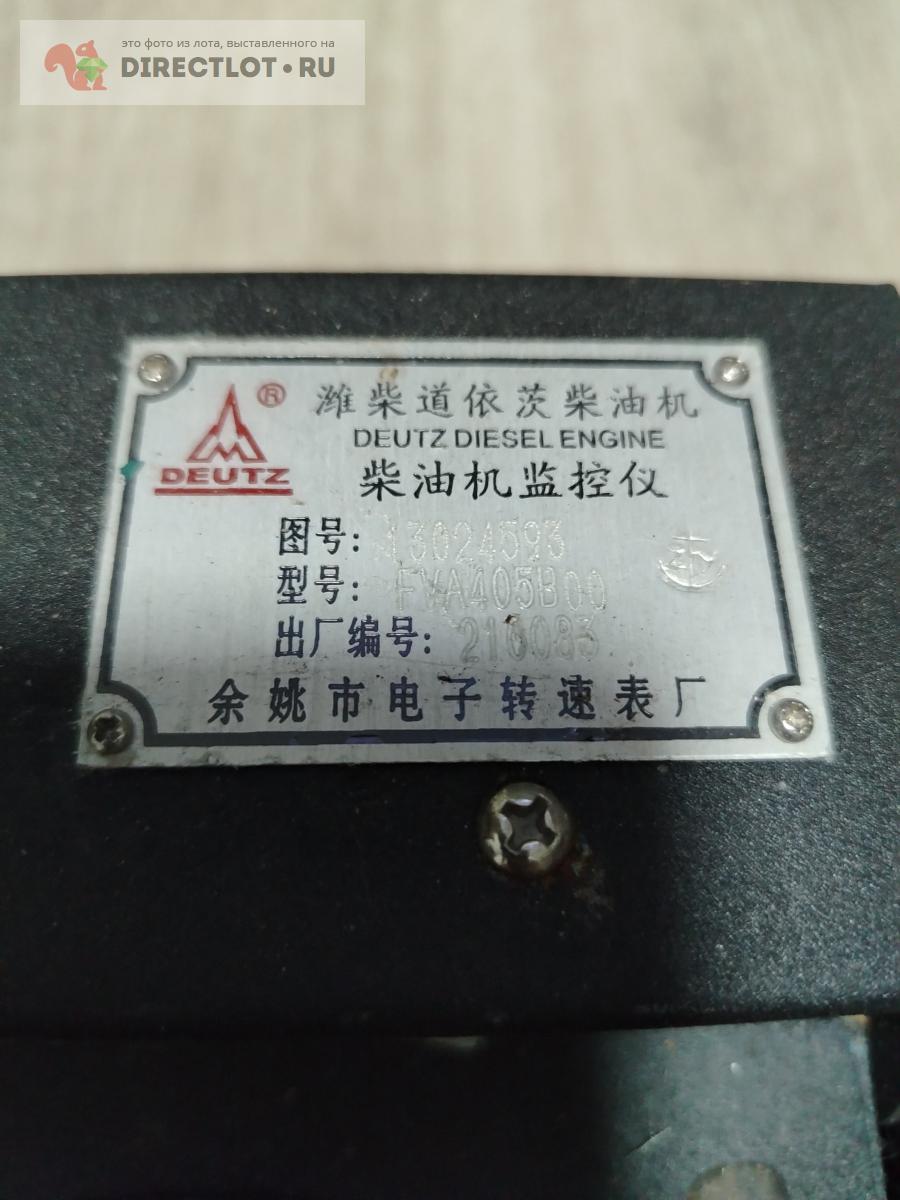 это фото из лота, выставленного на
DIRECTLOT•RU
®
DEUTZ
潍柴道依茨柴油机
DEUTZ DIESEL ENGINE
柴油机监控仪
图号: 13024593
型号: FVA405B00
出厂编号: 216083
余姚市电子转速表厂